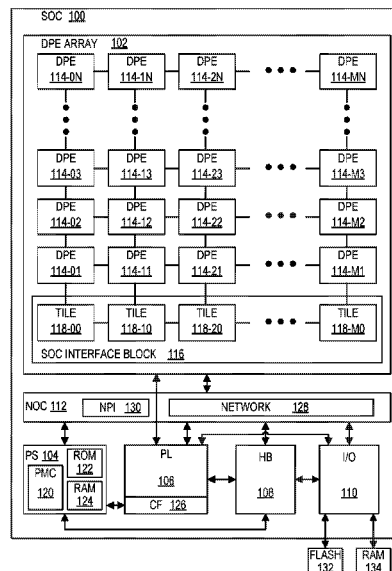 SOC 100
DPE ARRAY 102
DPE DPE DPE DPE
114-0N 114-1N 114-2N 114-MN
DPE DPE DPE DPE
114-03 114-13 114-23 114-M3
DPE DPE DPE DPE
114-02 114-12 114-22 114-M2
DPE DPE DPE DPE
114-01 114-11 114-21 114-M1
TILE TILE TILE TILE
118-00 118-10 118-20 118-M0
SOC INTERFACE BLOCK 116
NOC 112 NPI 130 NETWORK 128
PS 104 ROM PL HB I/O
PMC 122
120 RAM 106 108 110
124 CF 126
FLASH RAM
132 134